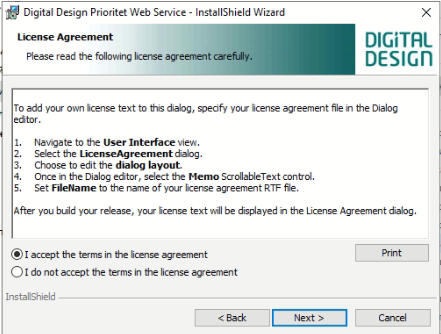 Digital Design Prioritet Web Service - InstallShield Wizard
License Agreement
Please read the following license agreement carefully.
DIGITAL
DESIGN
To add your own license text to this dialog, specify your license agreement file in the Dialog
editor.
1. Navigate to the User Interface view.
2. Select the LicenseAgreement dialog.
3. Choose to edit the dialog layout.
4. Once in the Dialog editor, select the Memo ScrollableText control.
5. Set FileName to the name of your license agreement RTF file.
After you build your release, your license text will be displayed in the License Agreement dialog.
I accept the terms in the license agreement
Print
I do not accept the terms in the license agreement
InstallShield
< Back
Next >
Cancel